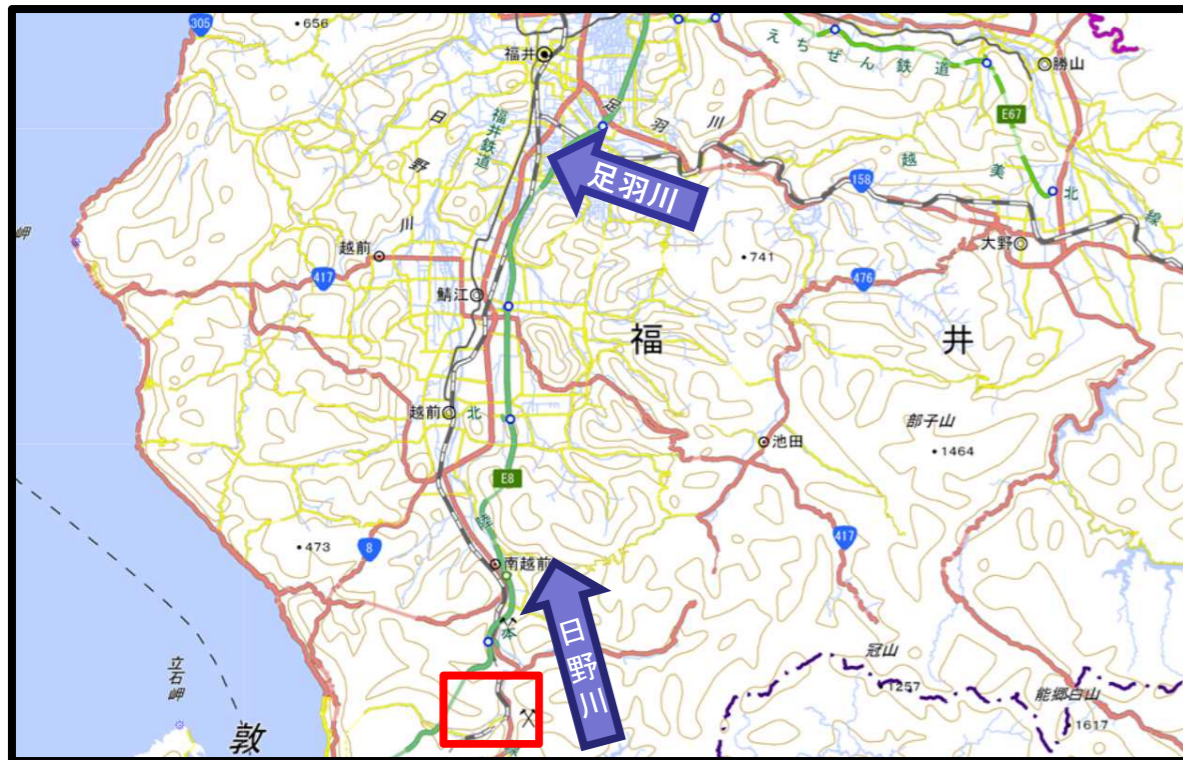 305
・656
福井
えちぜん鉄道
勝山
E67
足羽川
日野川
福井鉄道
足羽川
158
越美北線
岬
越前
417
・741
大野
476
鯖江
福井
越前
北
池田
部子山
・1464
E8
陸
・473
8
南越前
417
本
日野川
立石岬
冠山
1257
能郷白山
1617
敦